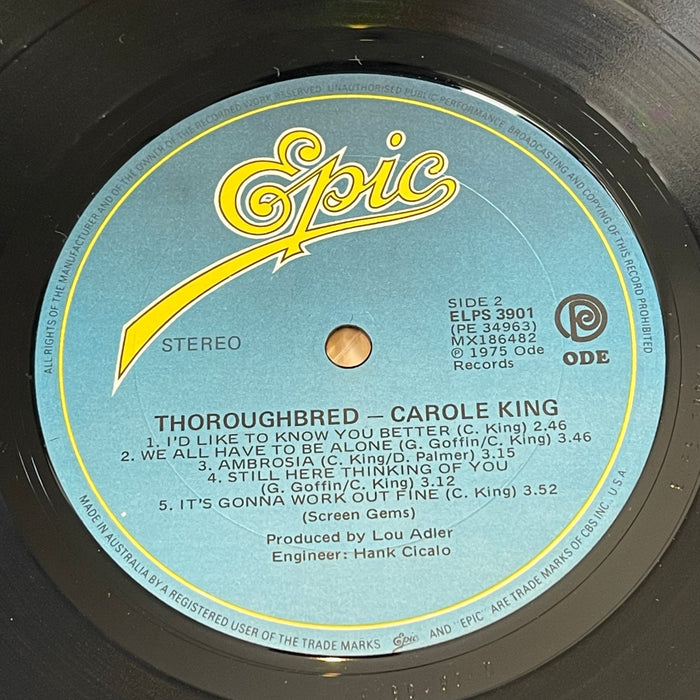 ALL RIGHTS OF THE MANUFACTURER AND OF THE OWNER OF THE RECORDED WORK RESERVED. UNAUTHORISED PUBLIC PERFORMANCE, BROADCASTING AND COPYING OF THIS RECORD PROHIBITED
Epic
STEREO
SIDE 2
ELPS 3901
(PE 34963)
MX186482
℗ 1975 Ode
Records
ODE
THOROUGHBRED – CAROLE KING
1. I'D LIKE TO KNOW YOU BETTER (C. King) 2.46
2. WE ALL HAVE TO BE ALONE (G. Goffin/C. King) 3.46
3. AMBROSIA (C. King/D. Palmer) 3.15
4. STILL HERE THINKING OF YOU
(G. Goffin/C. King) 3.12
5. IT'S GONNA WORK OUT FINE (C. King) 3.52
(Screen Gems)
Produced by Lou Adler
Engineer: Hank Cicalo
MADE IN AUSTRALIA BY A REGISTERED USER OF THE TRADE MARKS Epic AND "EPIC" ARE TRADE MARKS OF CBS INC. U.S.A.